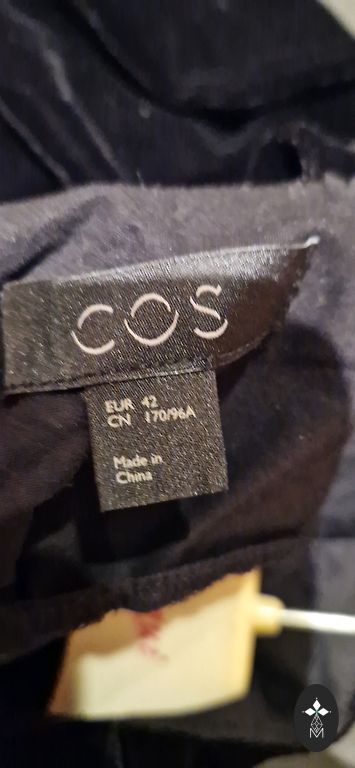 COS
EUR 42
CN 170/96A
Made in
China
M